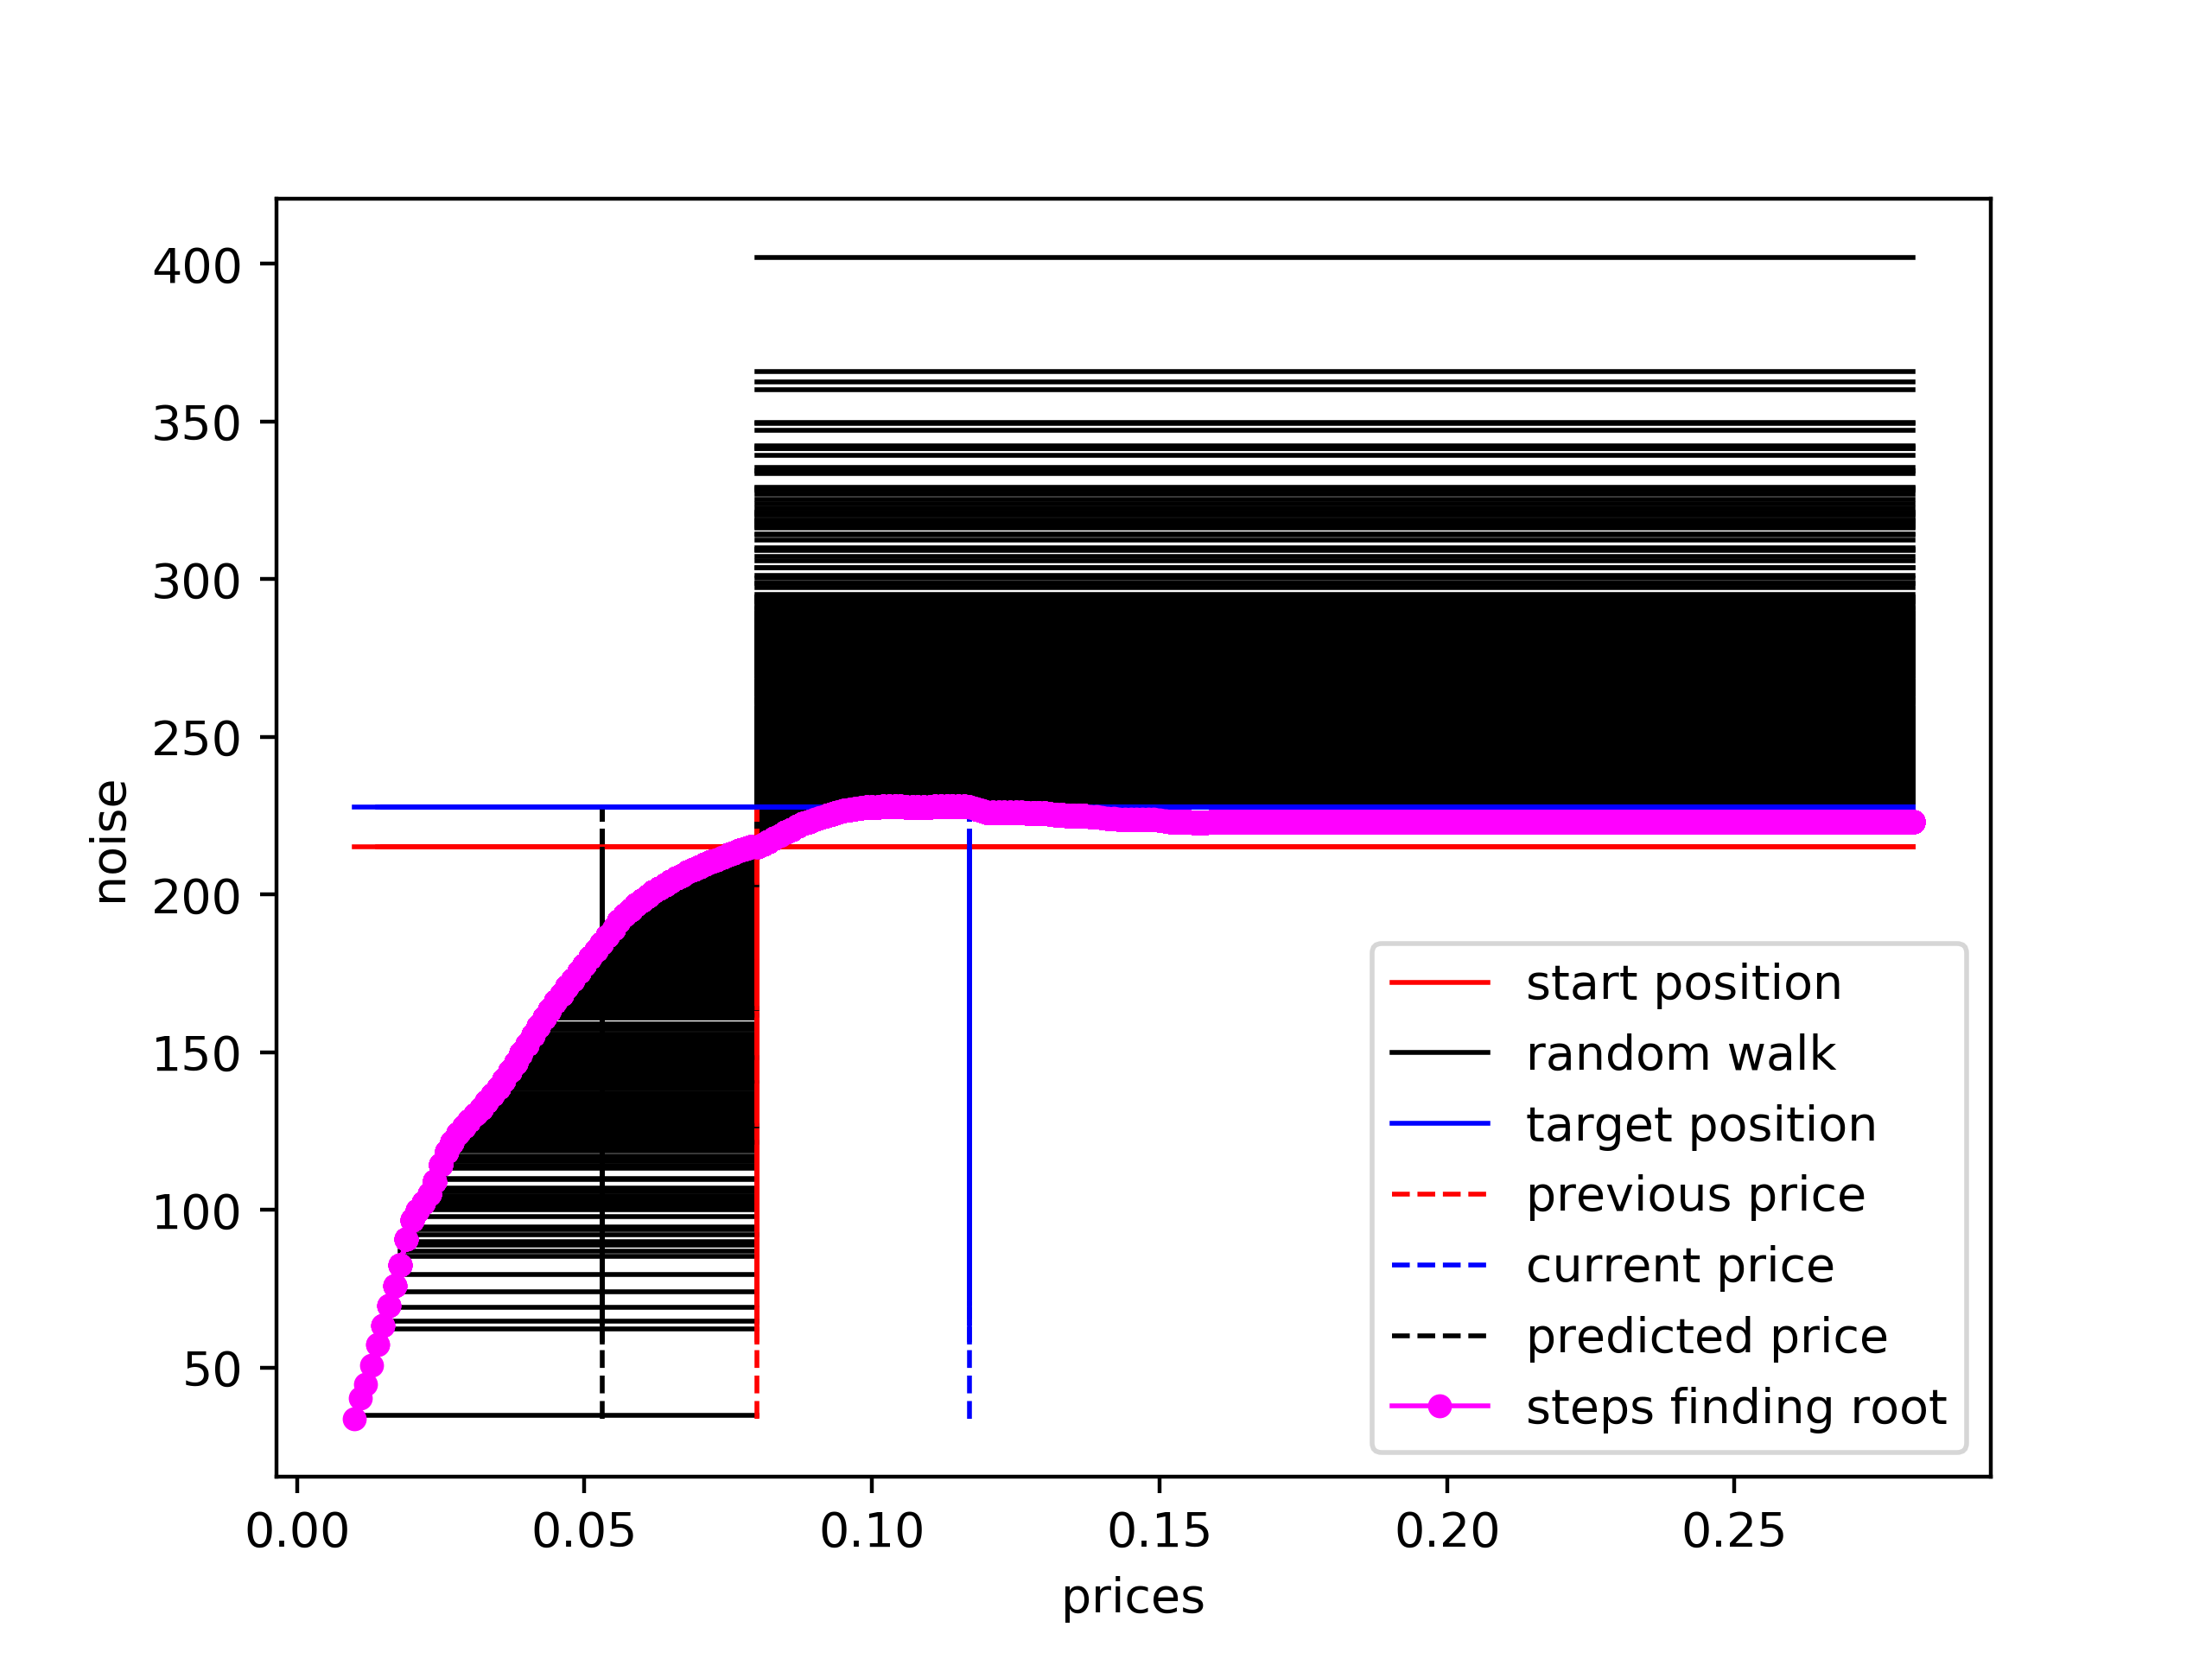 400
350
300
250
200
150
100
50
noise
0.00 0.05 0.10 0.15 0.20 0.25
prices
start position
random walk
target position
previous price
current price
predicted price
steps finding root